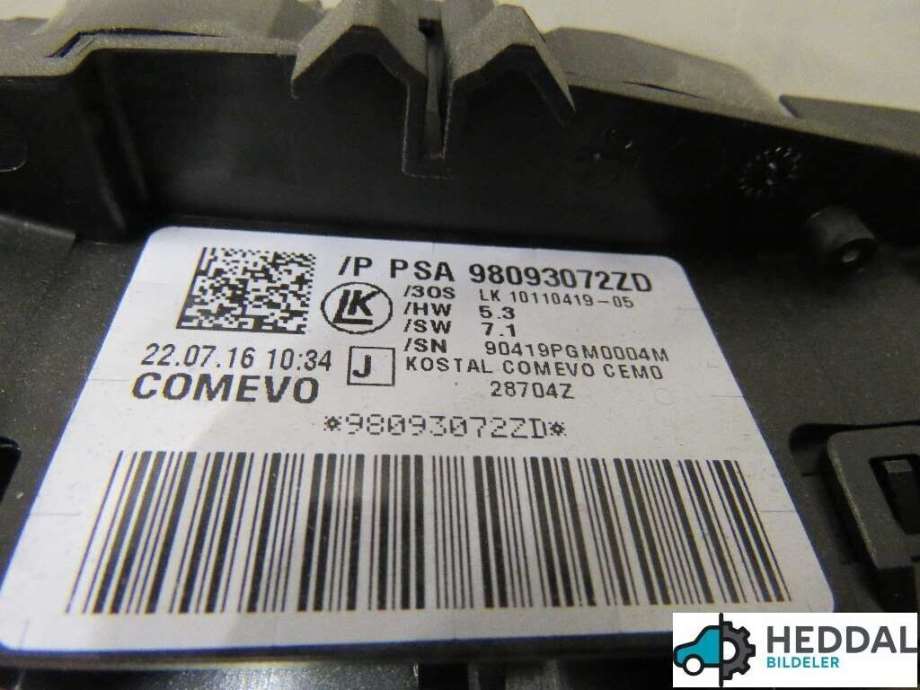 /P PSA 98093072ZD
/30S LK 10110419-05
LK
/HW 5.3
/SW 7.1
/SN 90419PGM0004M
22.07.16 10:34 J KOSTAL COMEVO CEMO
COMEVO 28704Z
*98093072ZD*
HEDDAL
BILDELER